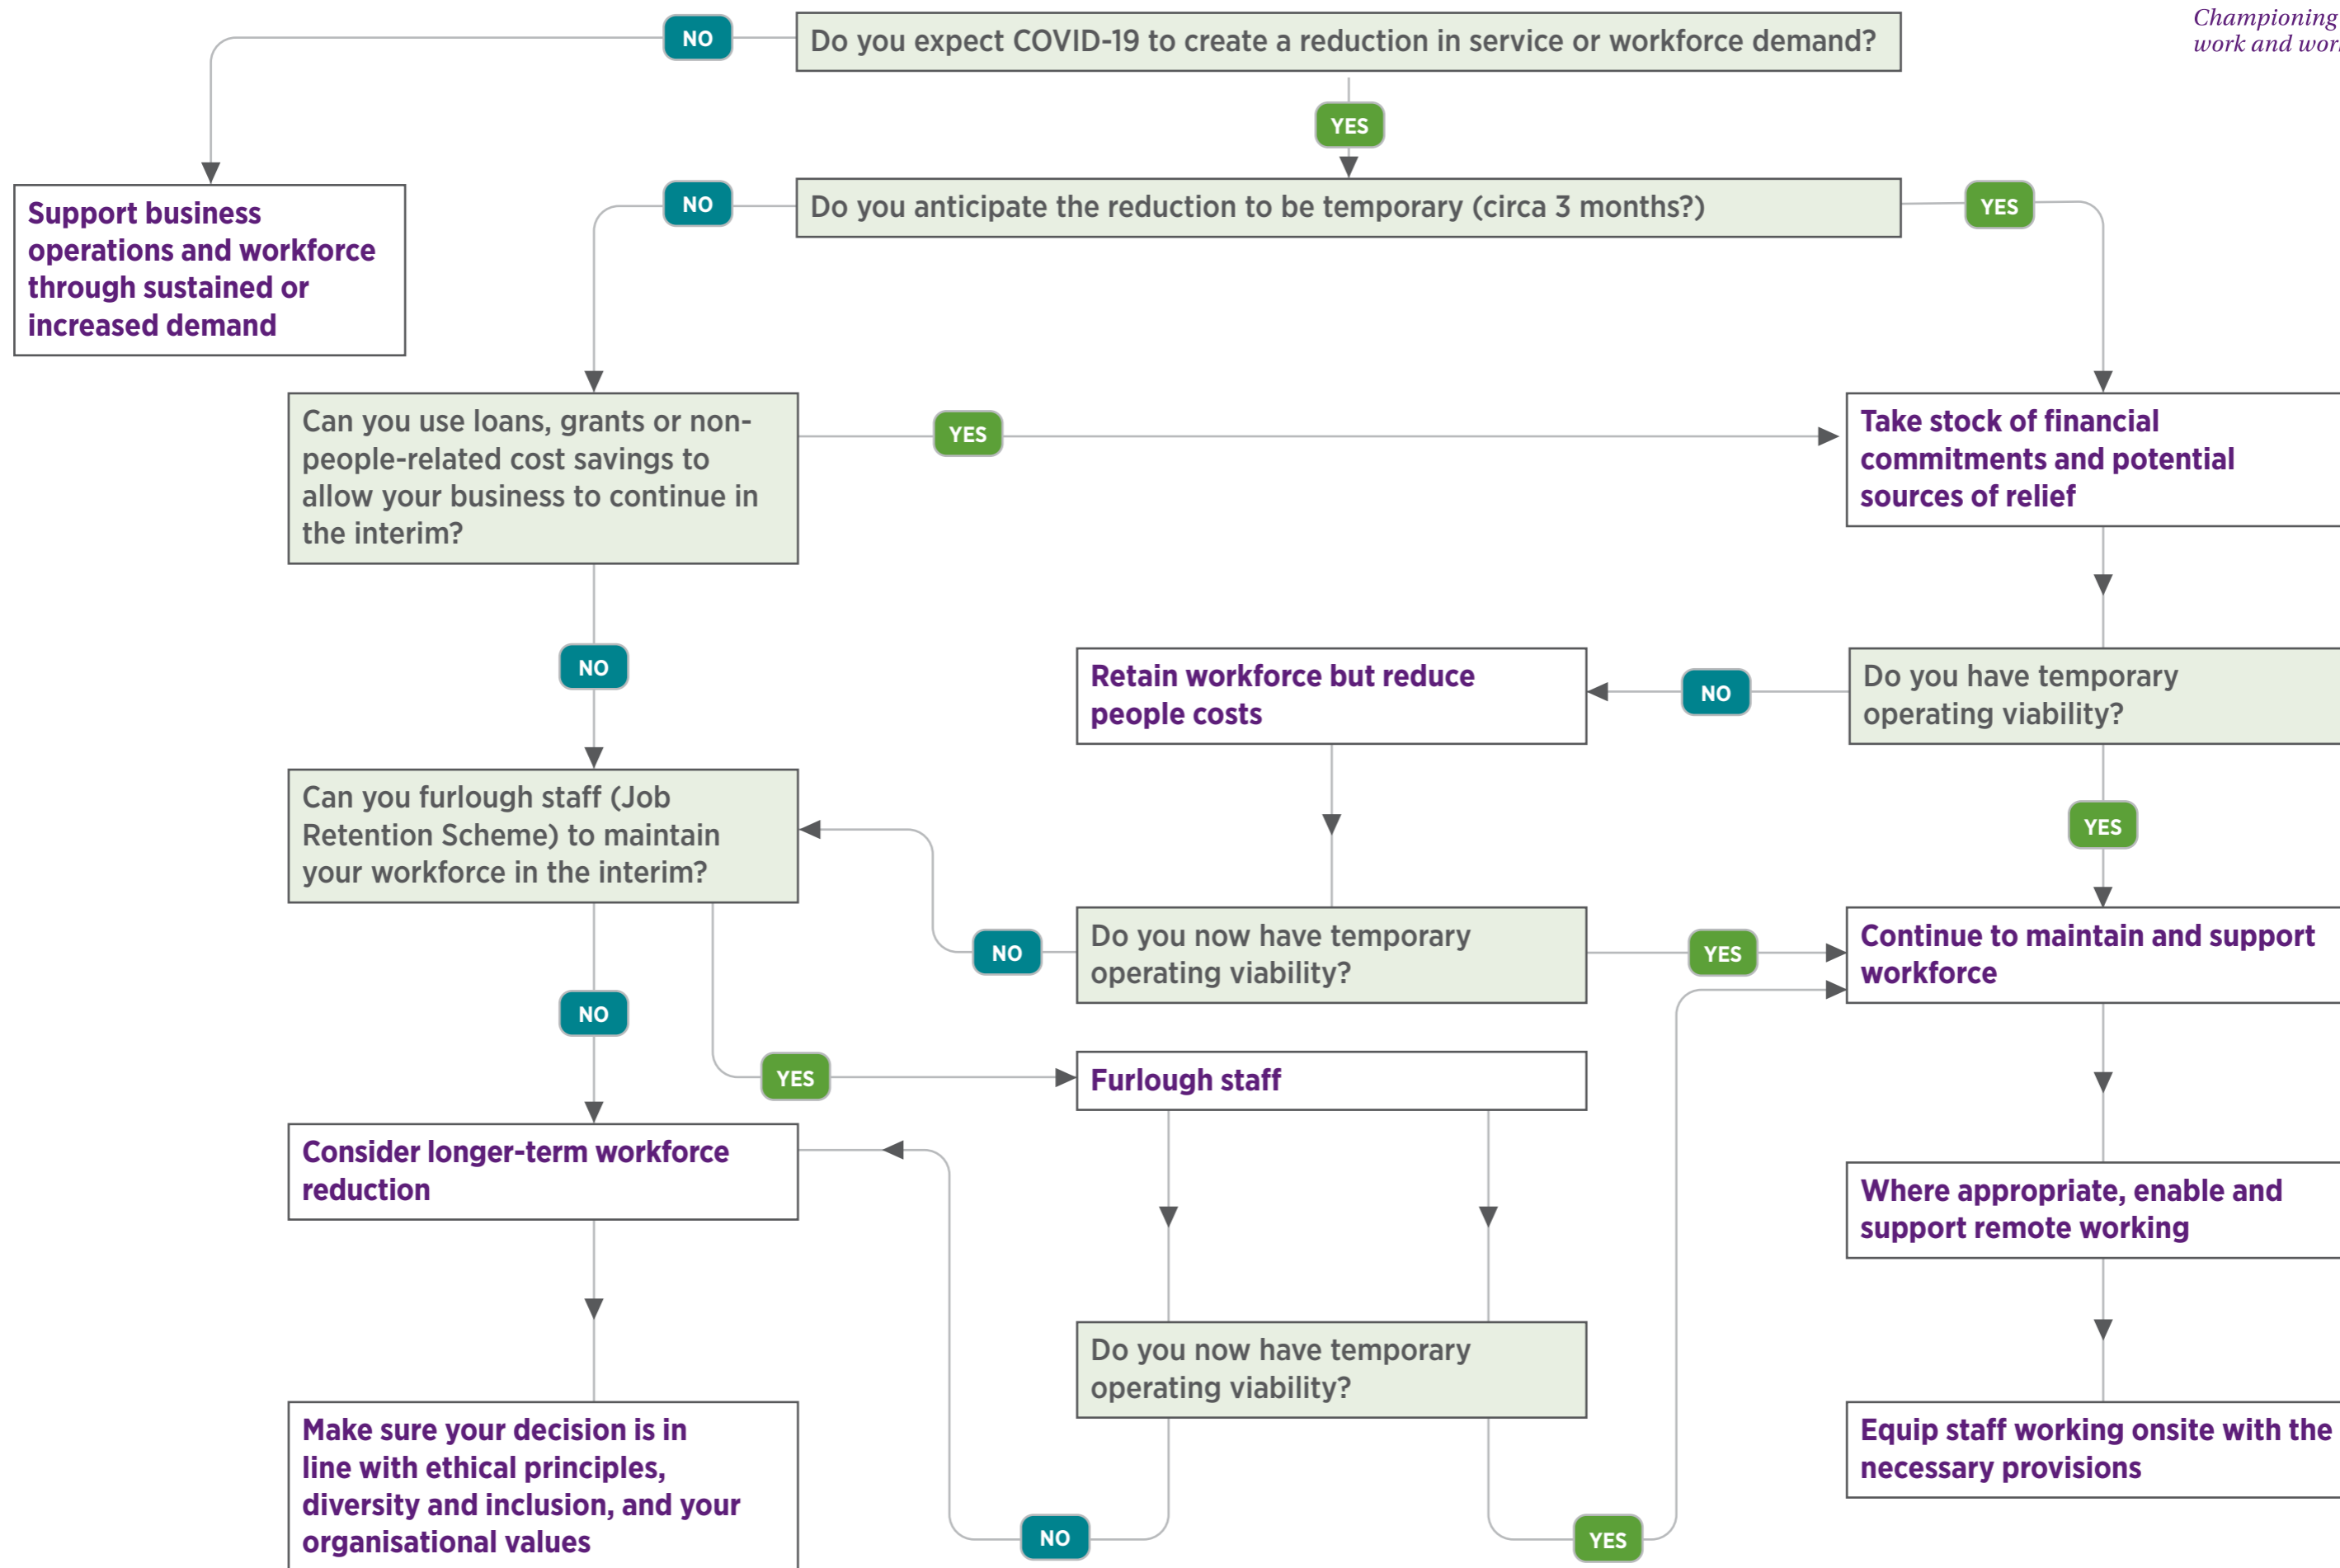 Championing
work and
NO
Do you expect COVID-19 to create a reduction in service or workforce demand?
YES
Support business
operations and workforce
through sustained or
increased demand
NO
Do you anticipate the reduction to be temporary (circa 3 months?)
YES
Can you use loans, grants or non-
people-related cost savings to
allow your business to continue in
the interim?
YES
Take stock of financial
commitments and potential
sources of relief
NO
Retain workforce but reduce
people costs
NO
Do you have temporary
operating viability?
YES
Can you furlough staff (Job
Retention Scheme) to maintain
your workforce in the interim?
NO
Do you now have temporary
operating viability?
YES
Continue to maintain and support
workforce
NO
YES
Furlough staff
Consider longer-term workforce
reduction
Where appropriate, enable and
support remote working
Do you now have temporary
operating viability?
Make sure your decision is in
line with ethical principles,
diversity and inclusion, and your
organisational values
Equip staff working onsite with the
necessary provisions
NO
YES